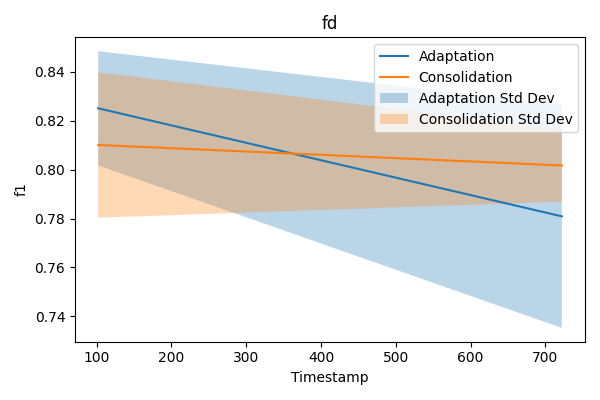 fd
Adaptation
Consolidation
Adaptation Std Dev
Consolidation Std Dev
f1
0.84
0.82
0.80
0.78
0.76
0.74
100 200 300 400 500 600 700
Timestamp